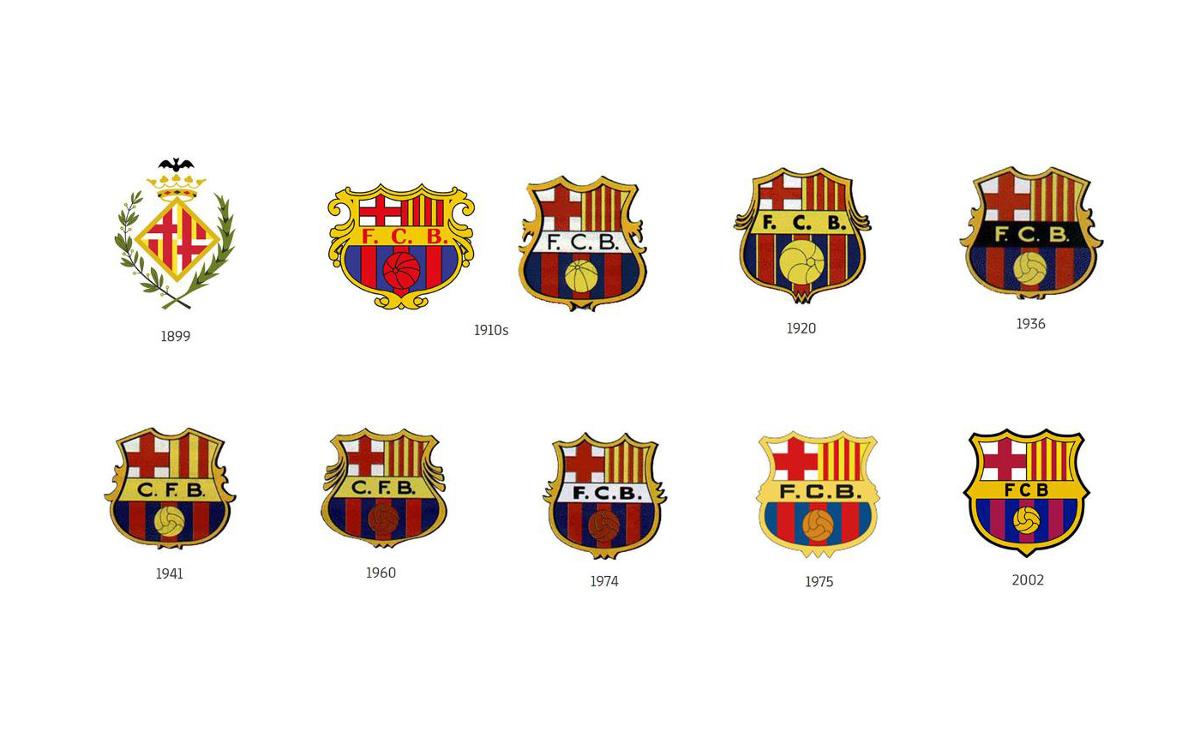 F. C. B.
F. C. B.
F. C. B.
F. C. B.
1899
1910s
1920
1936
C. F. B.
C. F. B.
F.C.B.
F.C.B.
FCB
1941
1960
1974
1975
2002